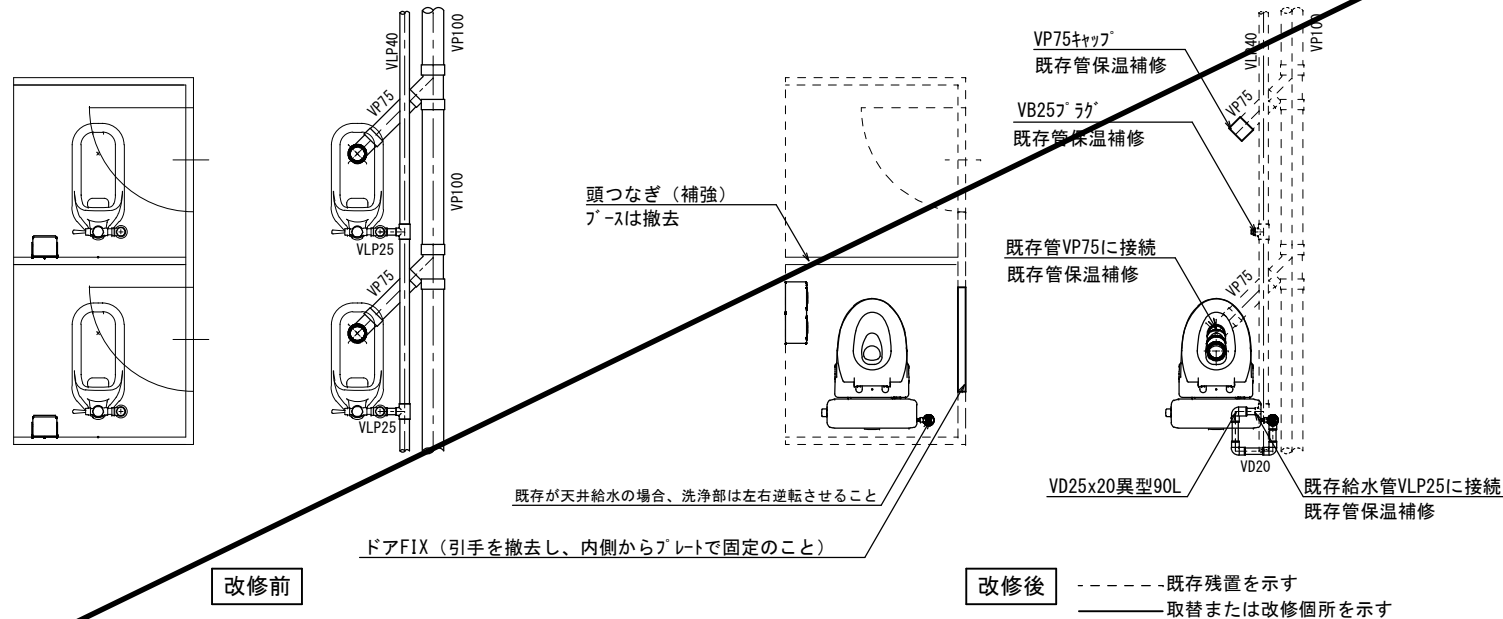 VLP40
VP100
VP75
VP100
VLP25
VP75
VLP25
改修前
頭つなぎ（補強）
ﾌﾞｰｽは撤去
既存が天井給水の場合、洗浄部は左右逆転させること
ドアFIX（引手を撤去し、内側からﾌﾟﾚｰﾄで固定のこと）
VP75ｷｬｯﾌﾟ
既存管保温補修
VLP40
VP100
VP75
VB25ﾌﾟﾗｸﾞ
既存管保温補修
既存管VP75に接続
既存管保温補修
VP75
VD20
VD25x20異型90L
既存給水管VLP25に接続
既存管保温補修
改修後
既存残置を示す
取替または改修個所を示す